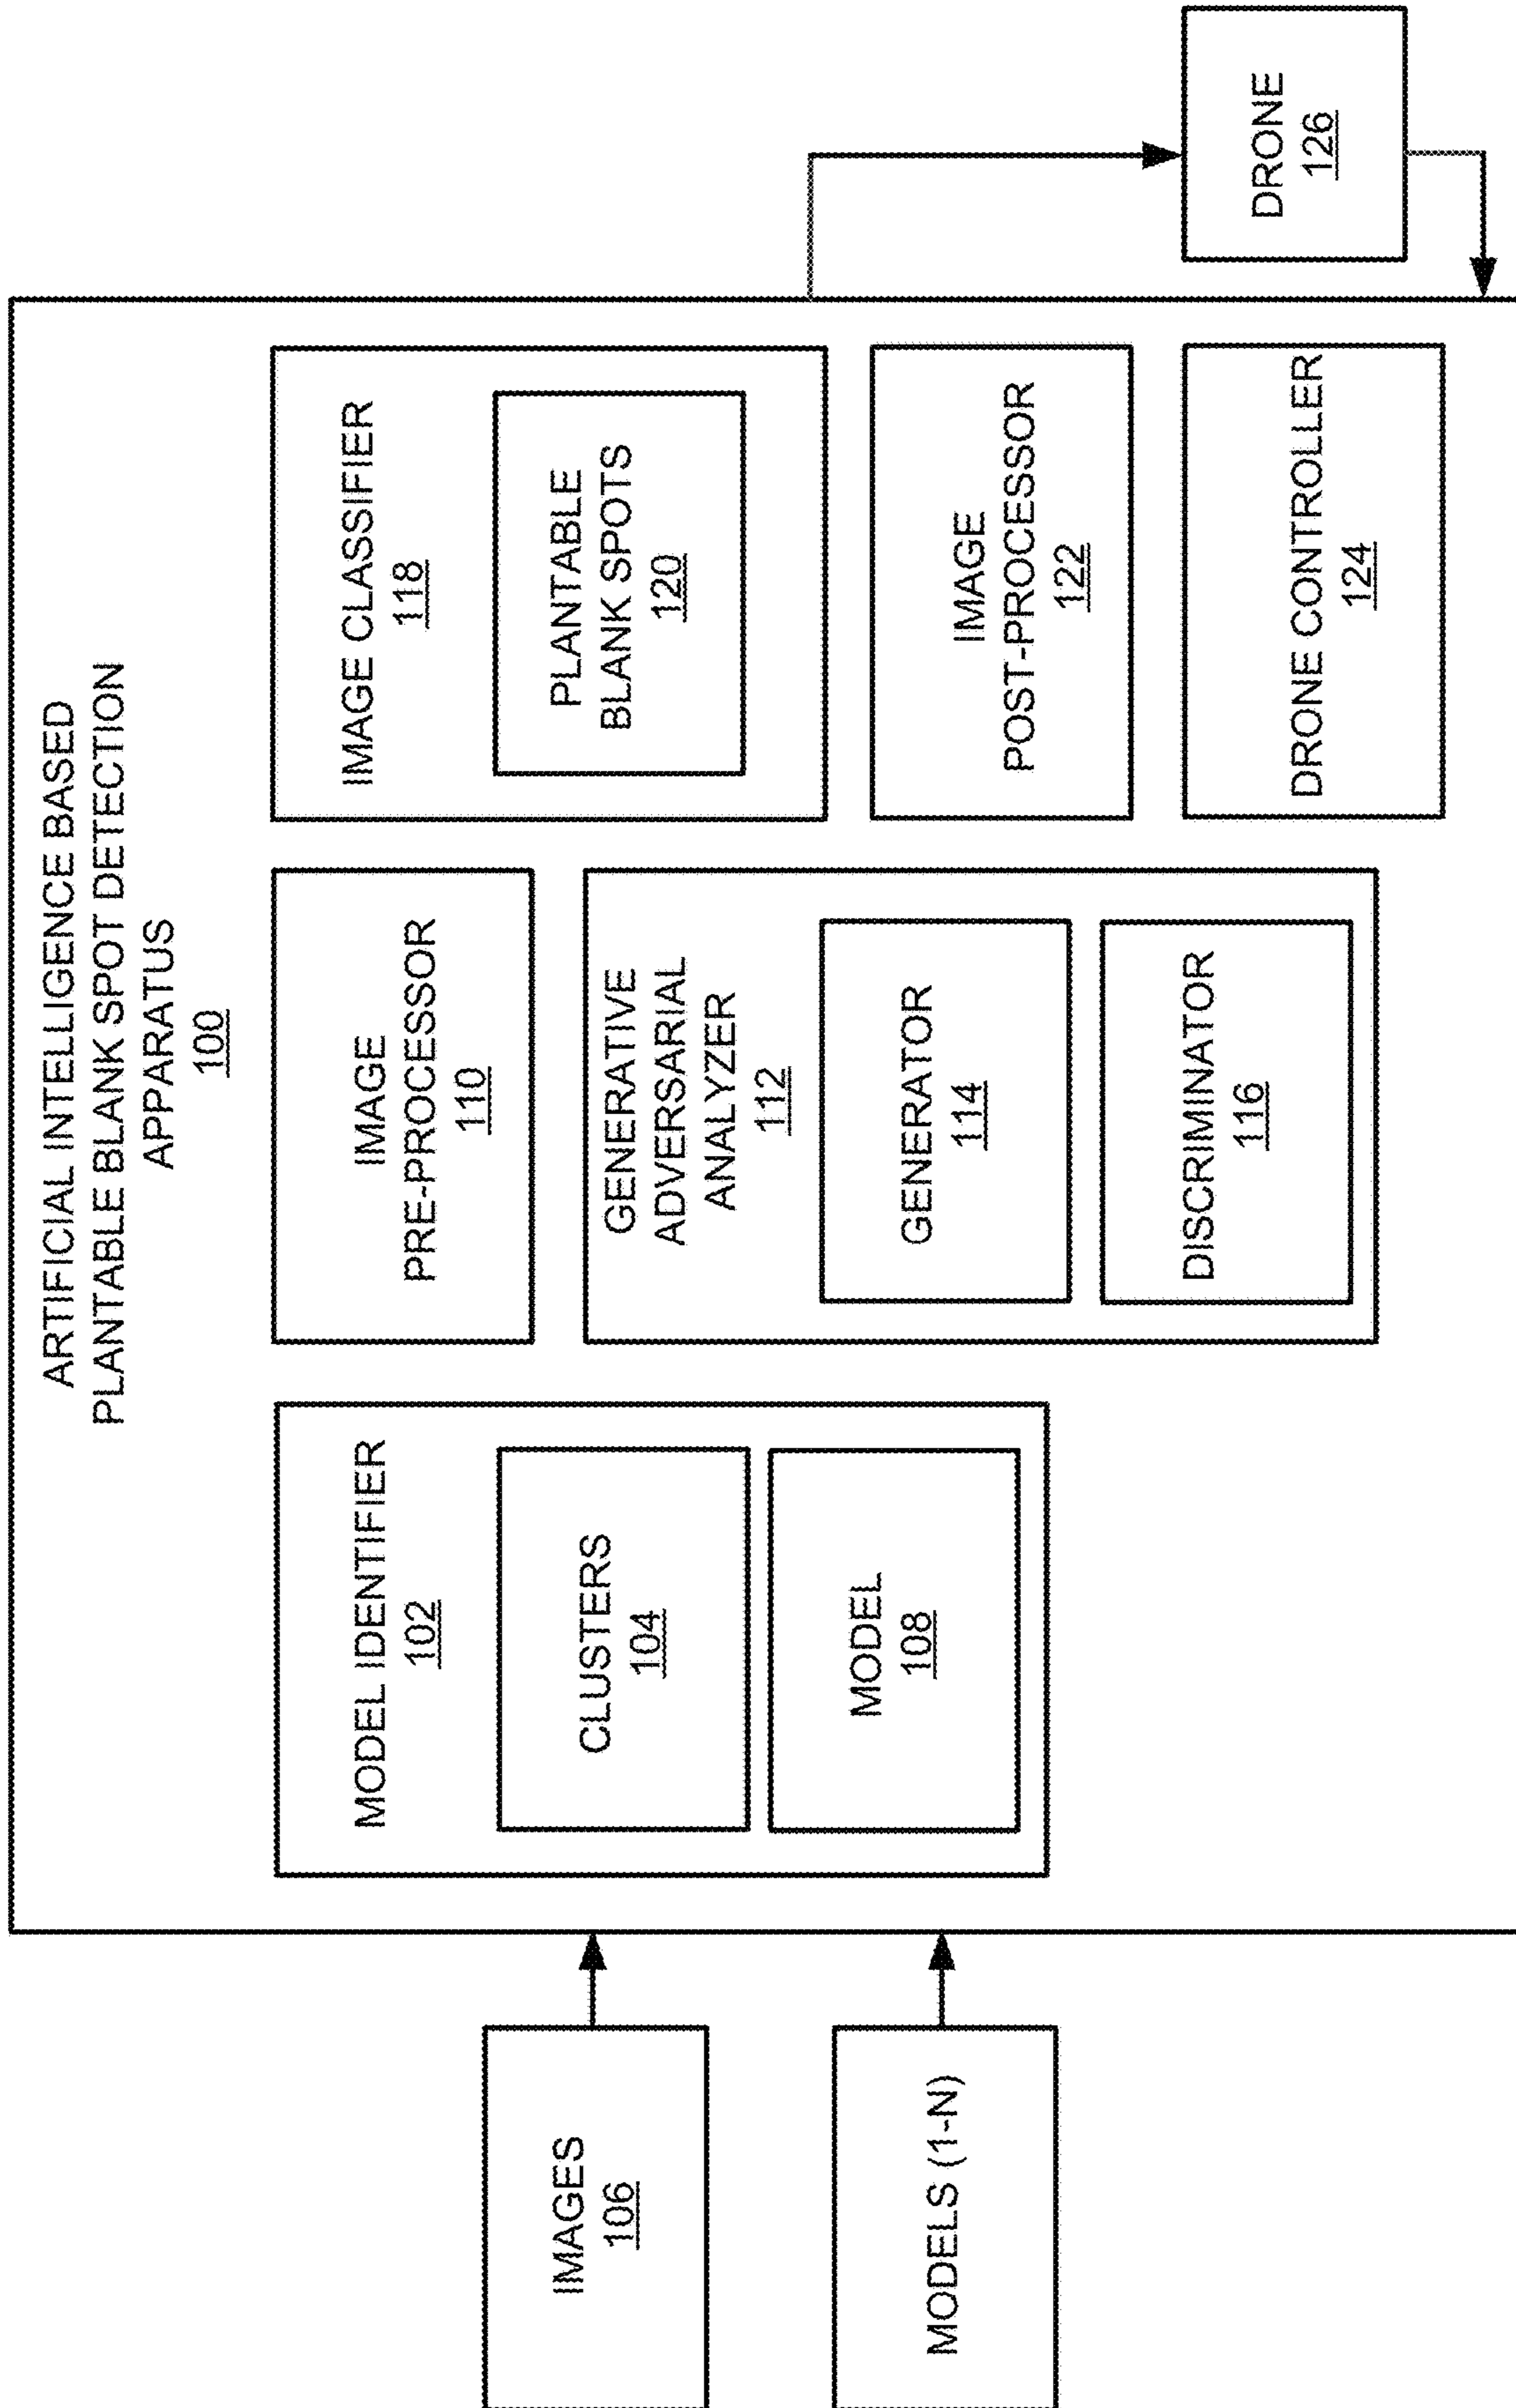 ARTIFICIAL INTELLIGENCE BASED
PLANTABLE BLANK SPOT DETECTION
APPARATUS
100
IMAGES
106
MODELS (1-N)
MODEL IDENTIFIER
102
CLUSTERS
104
MODEL
108
IMAGE
PRE-PROCESSOR
110
GENERATIVE
ADVERSARIAL
ANALYZER
112
GENERATOR
114
DISCRIMINATOR
116
IMAGE CLASSIFIER
118
PLANTABLE
BLANK SPOTS
120
IMAGE
POST-PROCESSOR
122
DRONE CONTROLLER
124
DRONE
126